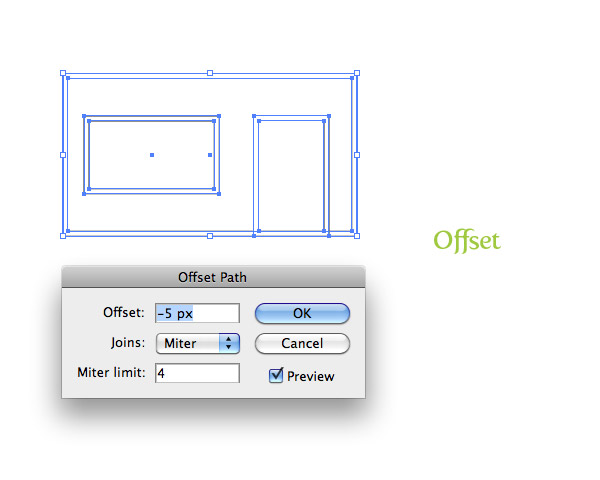 Offset
Offset Path
Offset: -5 px
OK
Joins: Miter
Cancel
Miter limit: 4
Preview